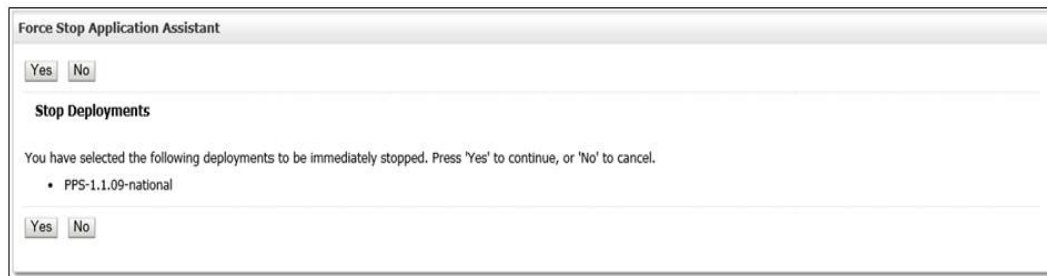 Force Stop Application Assistant
Yes No
Stop Deployments
You have selected the following deployments to be immediately stopped. Press 'Yes' to continue, or 'No' to cancel.
• PPS-1.1.09-national
Yes No